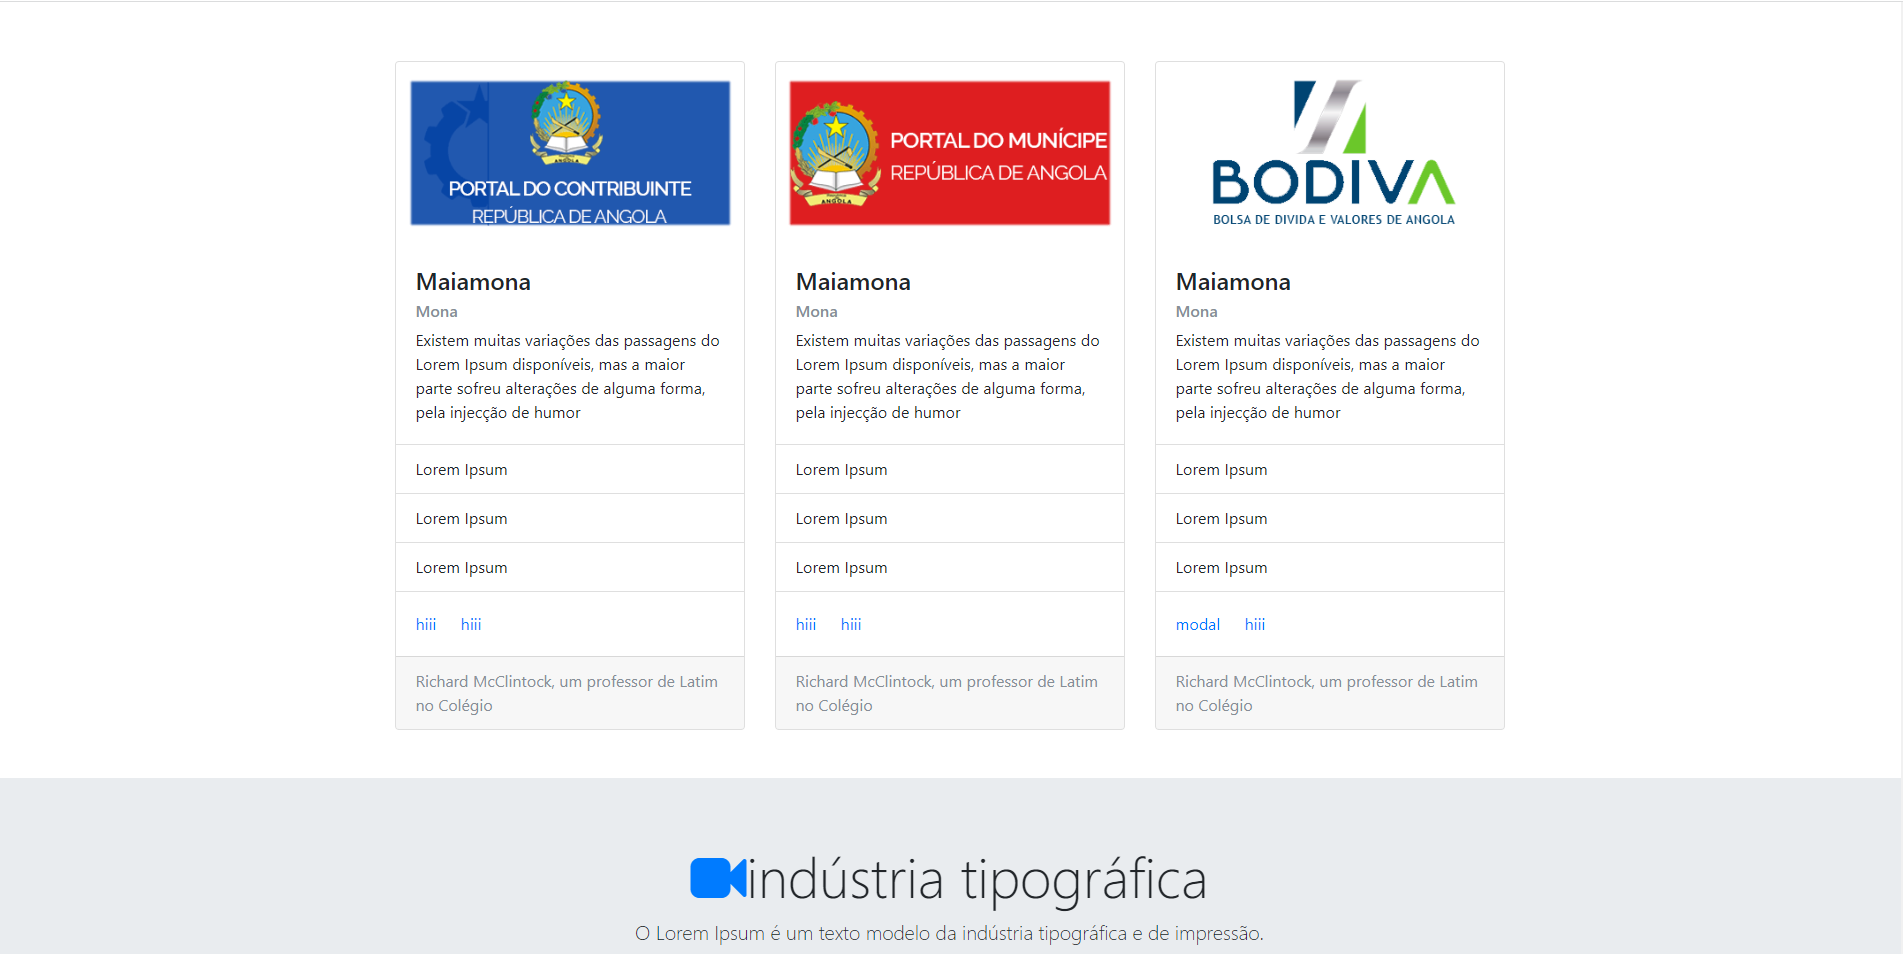 PORTAL DO CONTRIBUINTE
REPÚBLICA DE ANGOLA
ANGOLA
Maiamona
Mona
Existem muitas variações das passagens do
Lorem Ipsum disponíveis, mas a maior
parte sofreu alterações de alguma forma,
pela injecção de humor
Lorem Ipsum
Lorem Ipsum
Lorem Ipsum
hiii hiii
Richard McClintock, um professor de Latim
no Colégio
PORTAL DO MUNÍCIPE
REPÚBLICA DE ANGOLA
ANGOLA
Maiamona
Mona
Existem muitas variações das passagens do
Lorem Ipsum disponíveis, mas a maior
parte sofreu alterações de alguma forma,
pela injecção de humor
Lorem Ipsum
Lorem Ipsum
Lorem Ipsum
hiii hiii
Richard McClintock, um professor de Latim
no Colégio
BODIVA
BOLSA DE DIVIDA E VALORES DE ANGOLA
Maiamona
Mona
Existem muitas variações das passagens do
Lorem Ipsum disponíveis, mas a maior
parte sofreu alterações de alguma forma,
pela injecção de humor
Lorem Ipsum
Lorem Ipsum
Lorem Ipsum
modal hiii
Richard McClintock, um professor de Latim
no Colégio
indústria tipográfica
O Lorem Ipsum é um texto modelo da indústria tipográfica e de impressão.